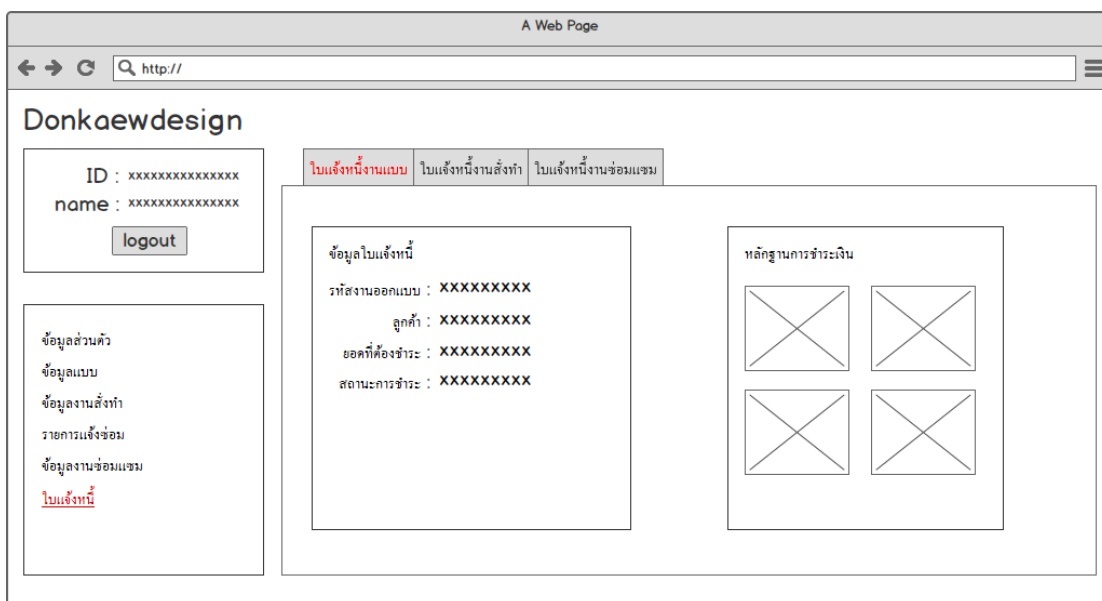 A Web Page
http://
Donkaewdesign
ID : xxxxxxxxxxxxxxx
name : xxxxxxxxxxxxxxx
logout
ข้อมูลส่วนตัว
ข้อมูลแบบ
ข้อมูลงานสั่งทำ
รายการแจ้งซ่อม
ข้อมูลงานซ่อมแซม
ใบแจ้งหนี้
ใบแจ้งหนี้งานแบบ ใบแจ้งหนี้งานสั่งทำ ใบแจ้งหนี้งานซ่อมแซม
ข้อมูลใบแจ้งหนี้
รหัสงานออกแบบ : XXXXXXXXX
ลูกค้า : XXXXXXXXX
ยอดที่ต้องชำระ : XXXXXXXXX
สถานะการชำระ : XXXXXXXXX
หลักฐานการชำระเงิน